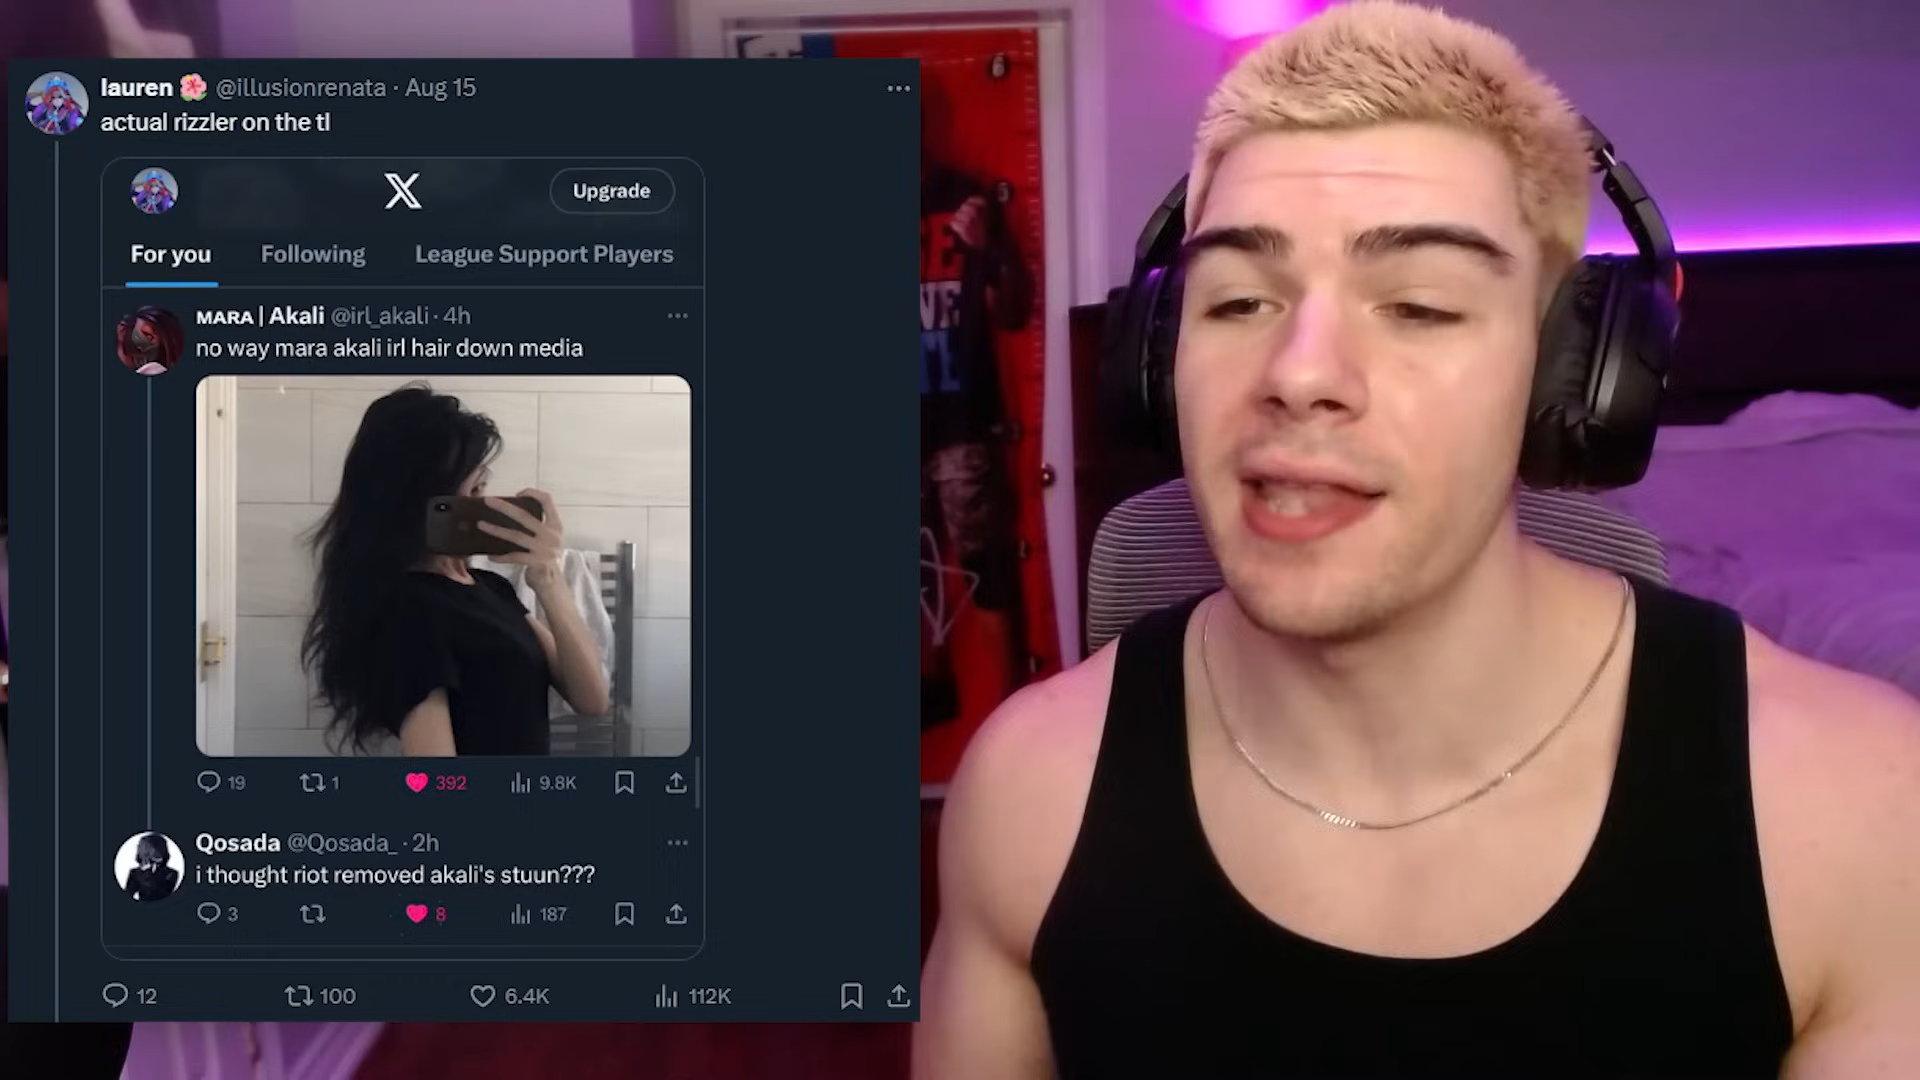 lauren 🌺 @illusionrenata · Aug 15
actual rizzler on the tl
X
Upgrade
For you Following League Support Players
MARA | Akali @irl_akali · 4h
no way mara akali irl hair down media
19 1 392 9.8K
Qosada @Qosada_ · 2h
i thought riot removed akali's stuun???
3 8 187
12 100 6.4K 112K